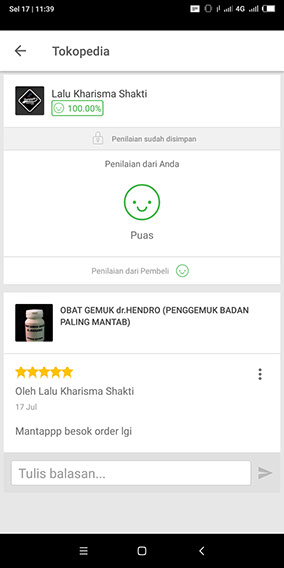 Sel 17 | 11:39
4G
Tokopedia
Lalu Kharisma Shakti
100.00%
Penilaian sudah disimpan
Penilaian dari Anda
Puas
Penilaian dari Pembeli
OBAT GEMUK dr.HENDRO (PENGGEMUK BADAN
PALING MANTAB)
Oleh Lalu Kharisma Shakti
17 Jul
Mantappp besok order lgi
Tulis balasan...